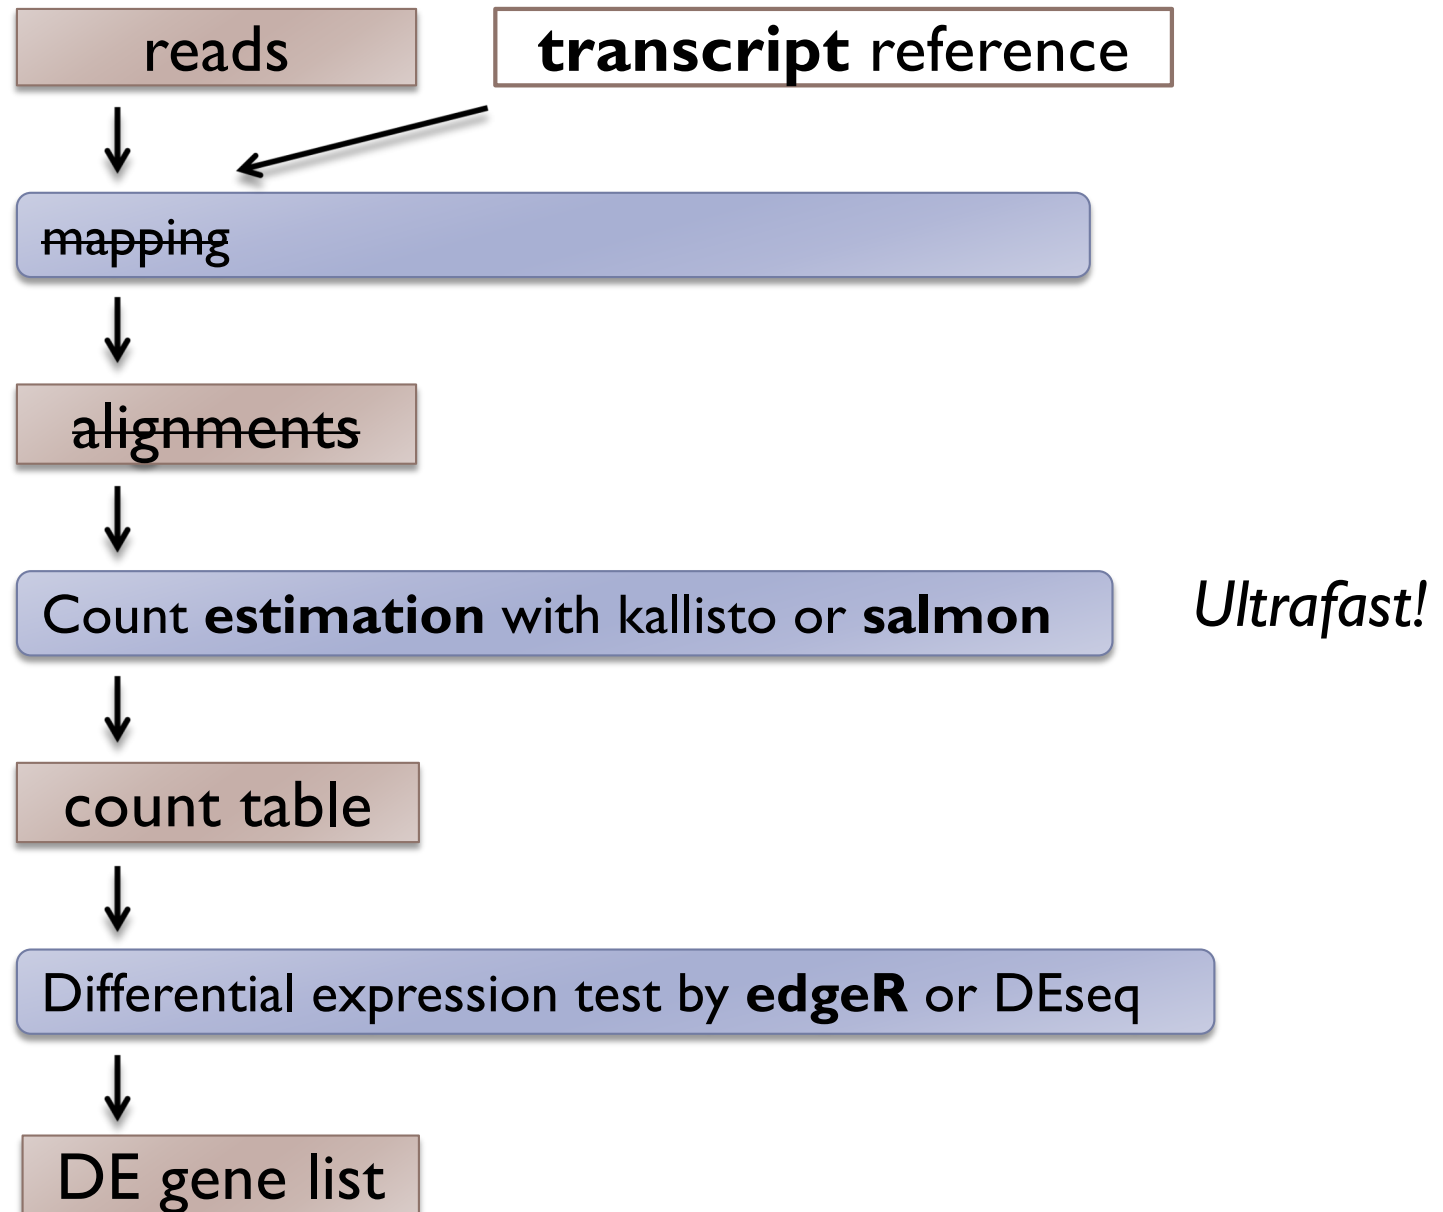 reads
transcript reference
mapping
alignments
Count estimation with kallisto or salmon
Ultrafast!
count table
Differential expression test by edgeR or DEseq
DE gene list